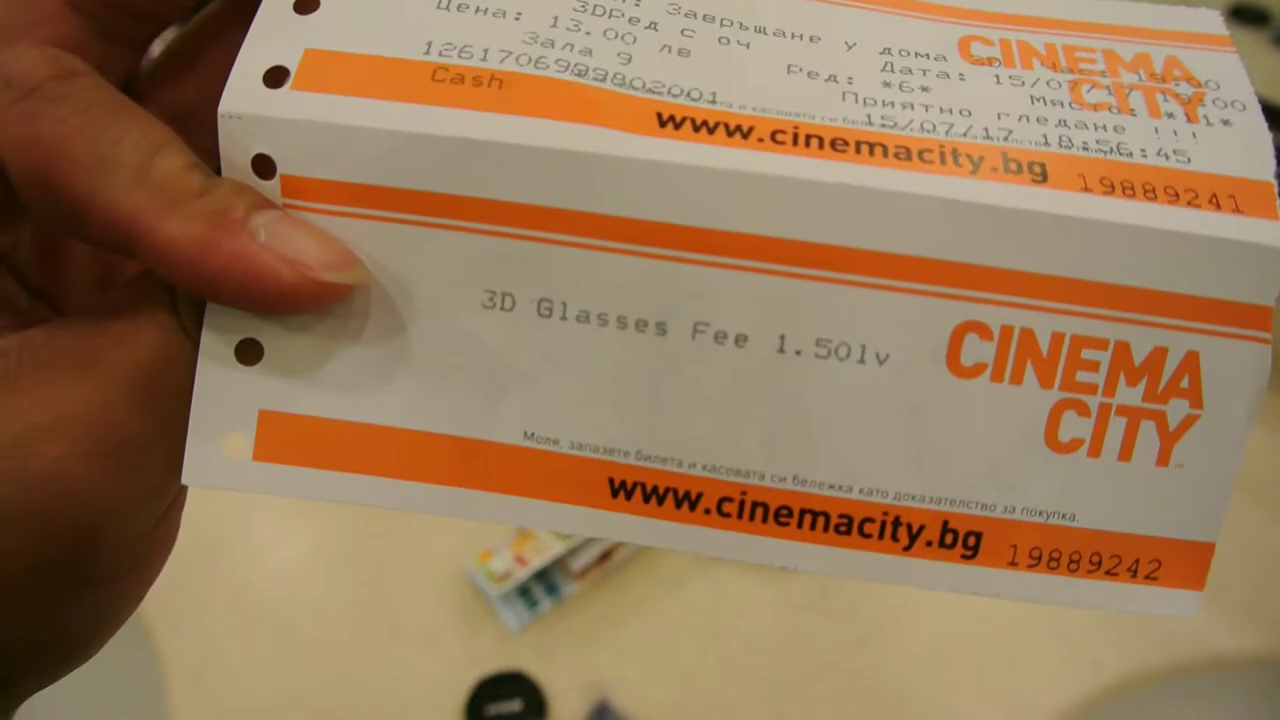 Завръщане у дома 3D
3DРед с оч
Цена: 13.00 лв
Зала 9
Ред: *6*
Дата: 15/07/17
Място: *11*
Приятно гледане !!!
15/07/17 18:56:45
Cash
CINEMA
CITY
www.cinemacity.bg
19889241
3D Glasses Fee 1.50lv
CINEMA
CITY
Моля, запазете билета и касовата си бележка като доказателство за покупка.
www.cinemacity.bg
19889242